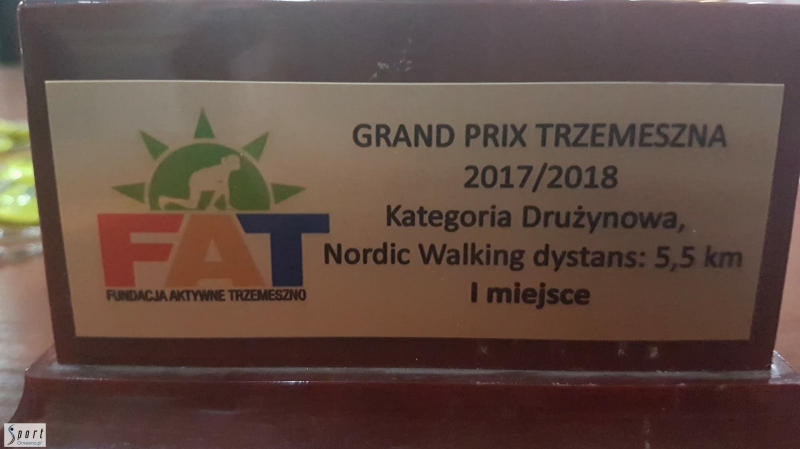 GRAND PRIX TRZEMESZNA
2017/2018
Kategoria Drużynowa,
Nordic Walking dystans: 5,5 km
I miejsce
FAT
FUNDACJA AKTYWNE TRZEMESZNO
Sport